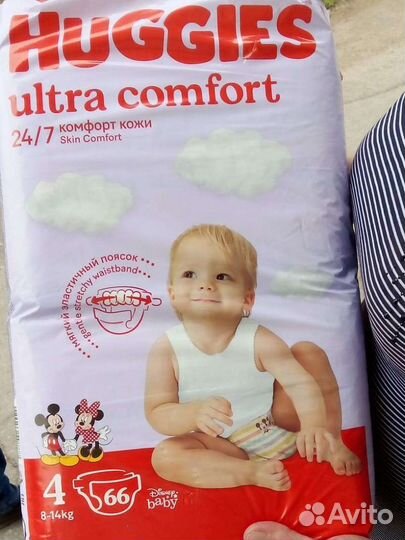 HUGGIES
ultra comfort
24/7 комфорт кожи
Skin Comfort
мягкий эластичный поясок
gentle stretchy waistband
4
8-14kg
66
Disney
baby
Avito